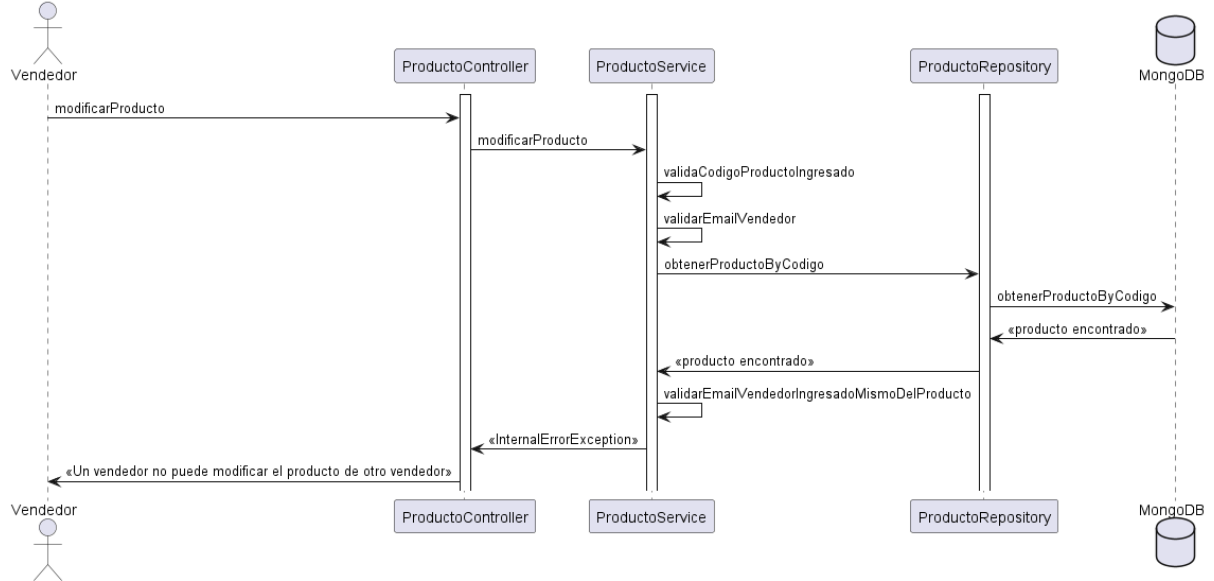 Vendedor
ProductoController
ProductoService
ProductoRepository
MongoDB
modificarProducto
modificarProducto
validaCodigoProductoIngresado
validarEmailVendedor
obtenerProductoByCodigo
obtenerProductoByCodigo
«producto encontrado»
«producto encontrado»
validarEmailVendedorIngresadoMismoDelProducto
«InternalErrorException»
«Un vendedor no puede modificar el producto de otro vendedor»
Vendedor
ProductoController
ProductoService
ProductoRepository
MongoDB